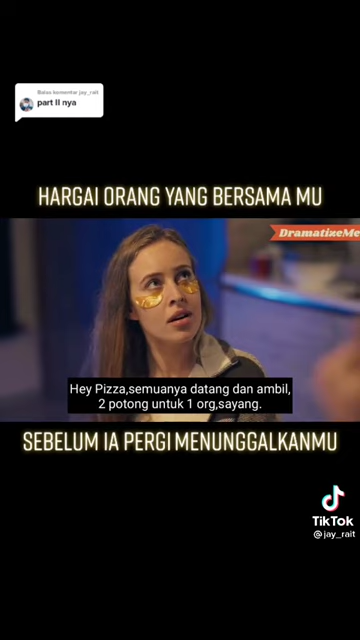 Balas komentar jay_rait
part II nya
HARGAI ORANG YANG BERSAMA MU
DramatizeMe
Hey Pizza,semuanya datang dan ambil,
2 potong untuk 1 org,sayang.
SEBELUM IA PERGI MENUNGGALKANMU
TikTok
@jay_rait